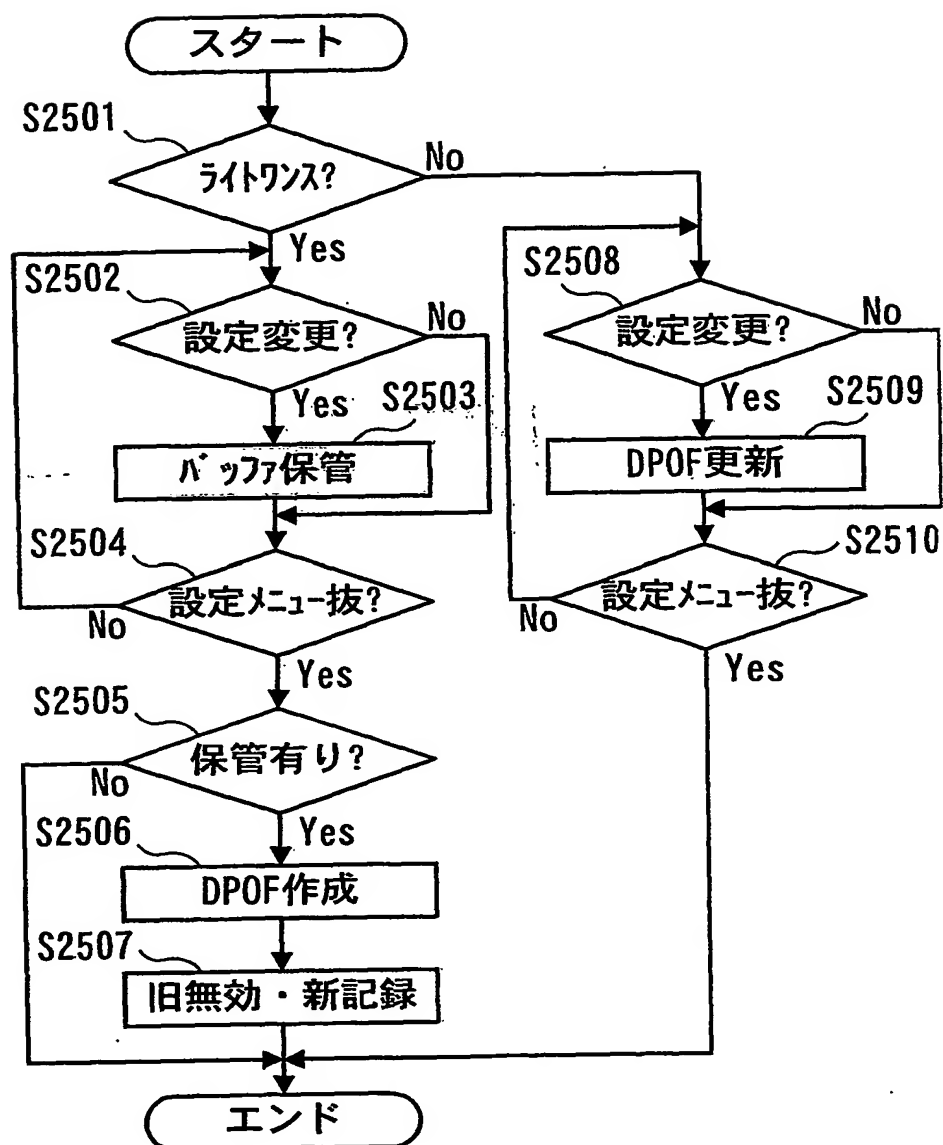 スタート
S2501
ライトワンス?
No
Yes
S2502
設定変更?
No
Yes
S2503
バッファ保管
S2504
設定メニュー抜?
No
Yes
S2505
保管有り?
No
Yes
S2506
DPOF作成
S2507
旧無効・新記録
S2508
設定変更?
No
Yes
S2509
DPOF更新
S2510
設定メニュー抜?
No
Yes
エンド